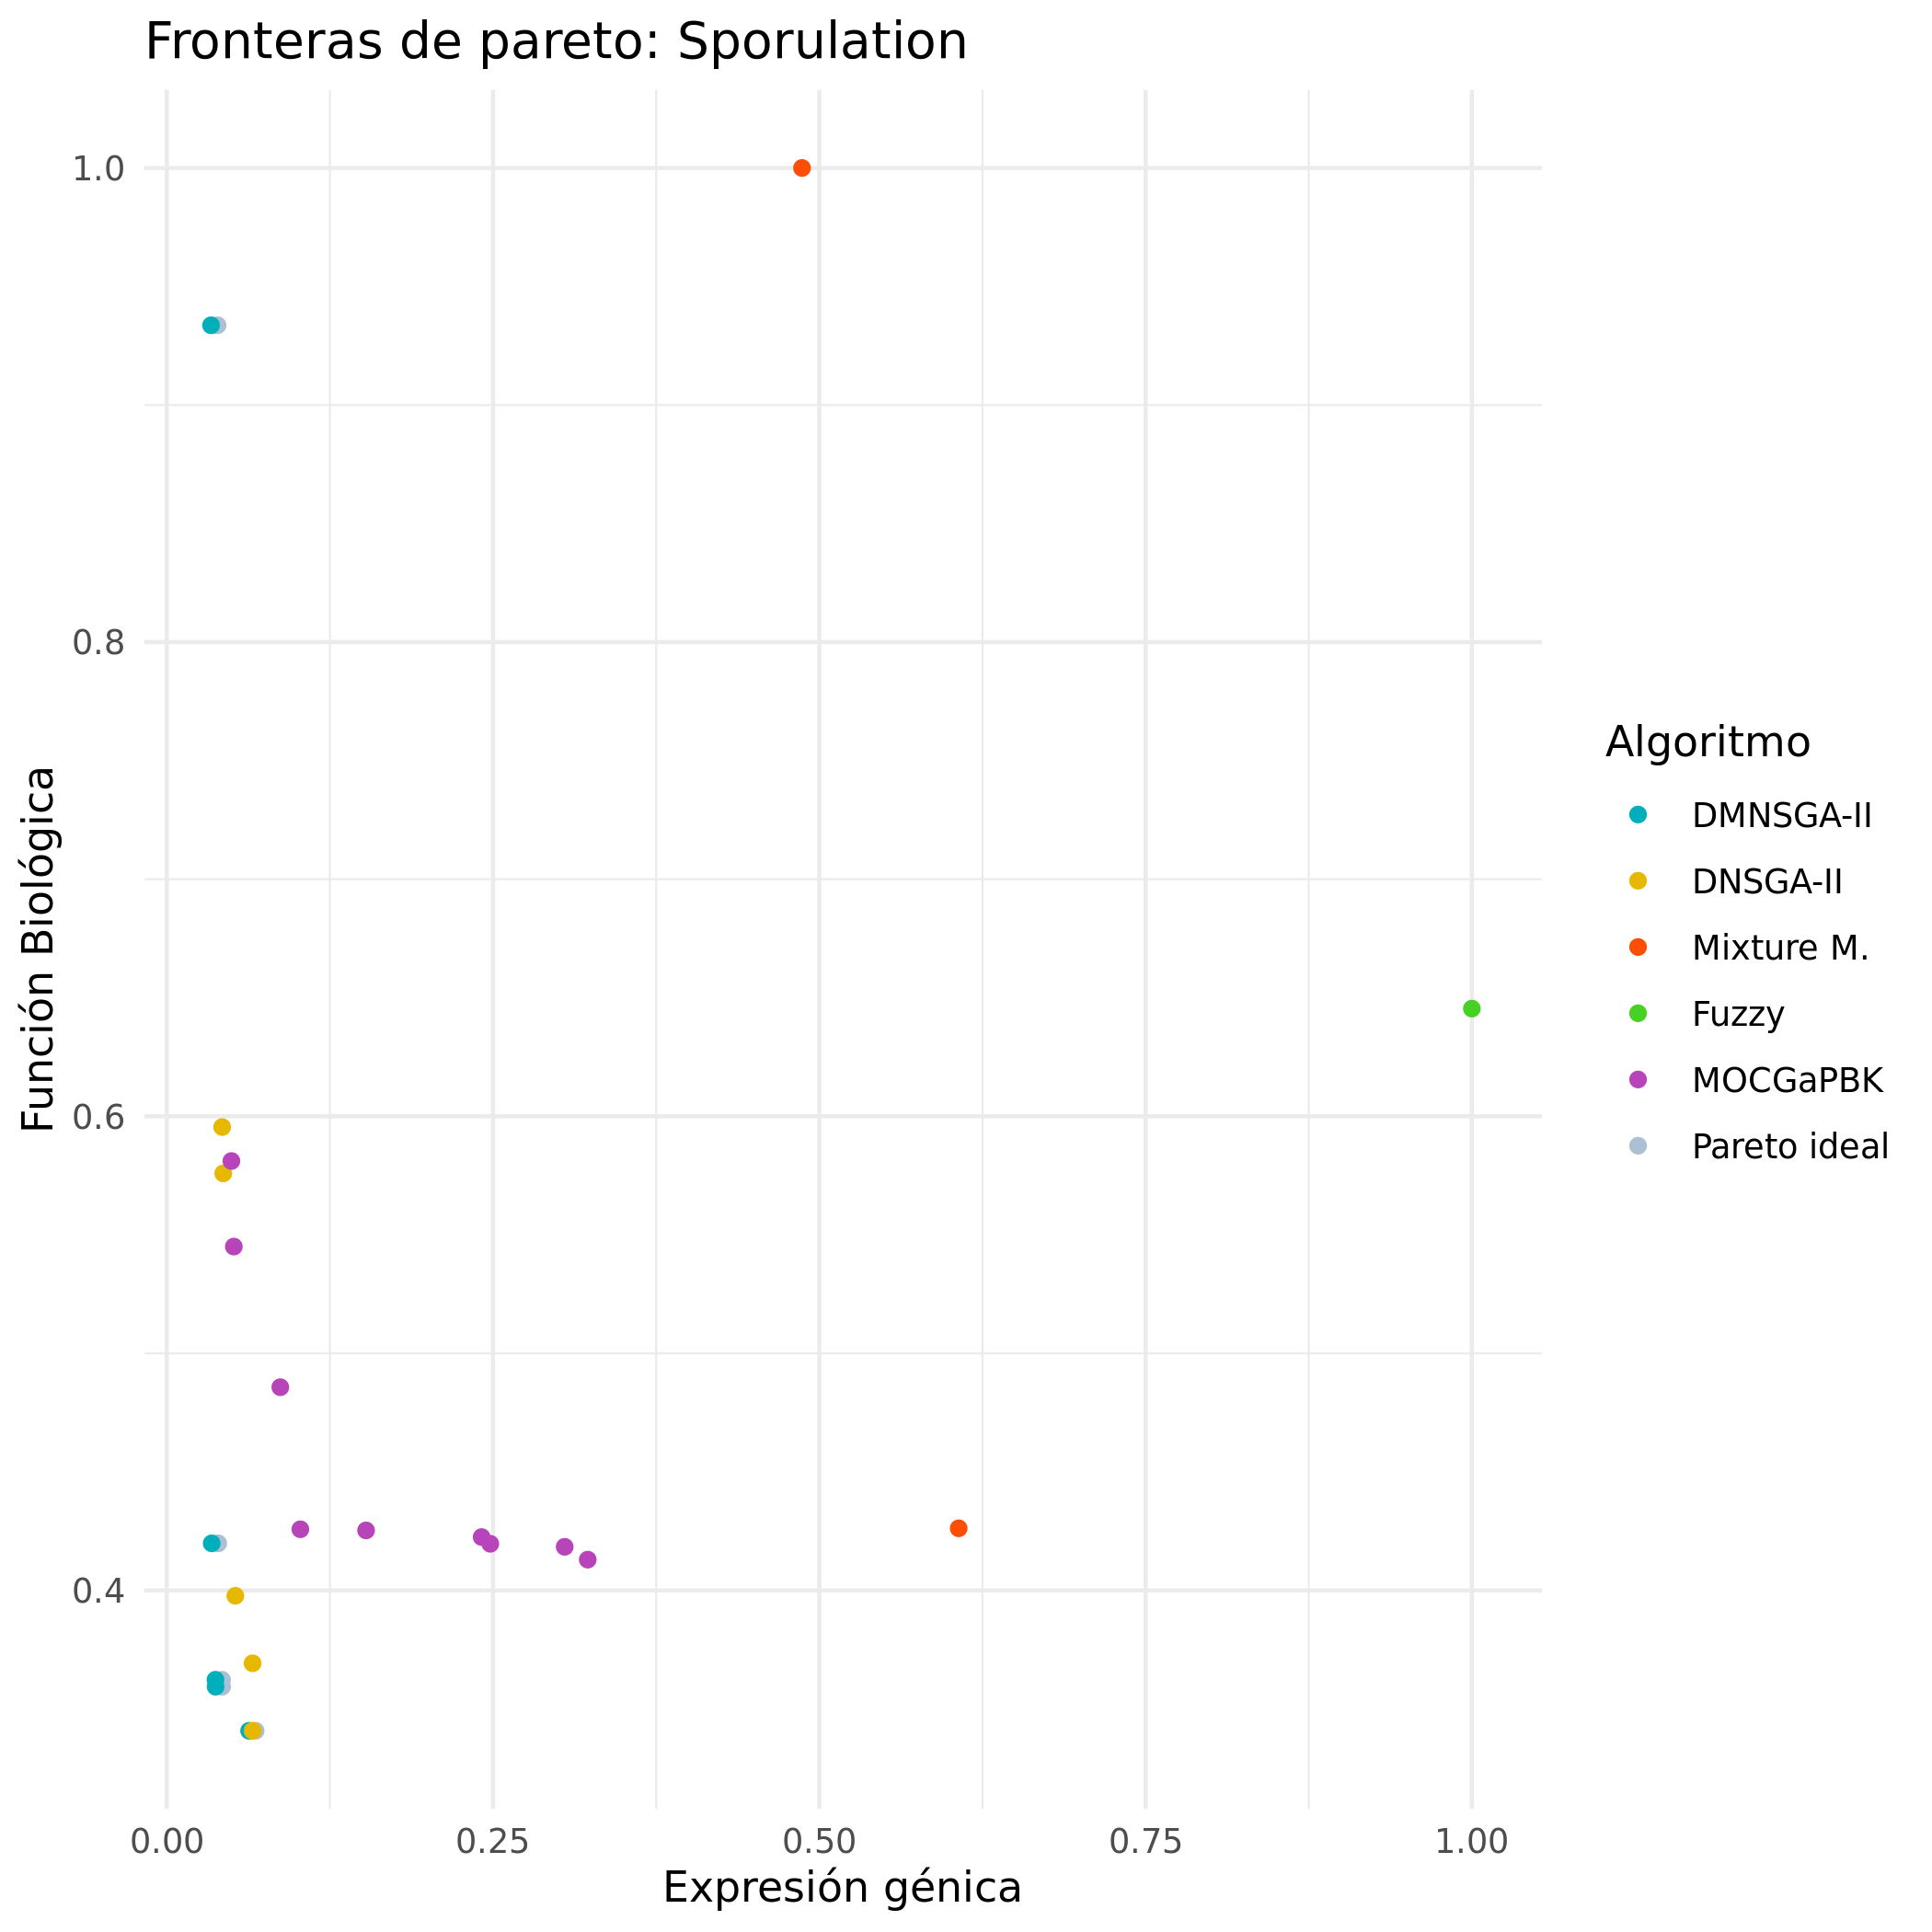 Fronteras de pareto: Sporulation
1.0
0.8
0.6
0.4
Función Biológica
0.00 0.25 0.50 0.75 1.00
Expresión génica
Algoritmo
DMNSGA-II
DNSGA-II
Mixture M.
Fuzzy
MOCGaPBK
Pareto ideal